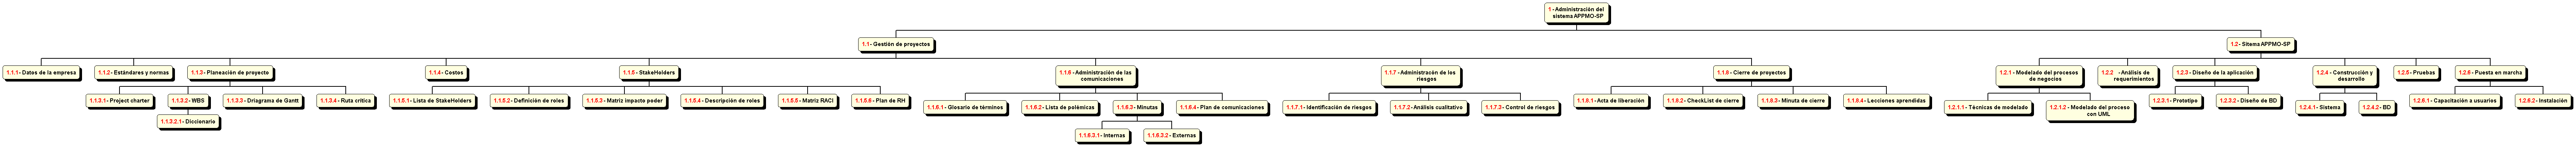 1 - Administración del
sistema APPMO-SP
1.1- Gestión de proyectos
1.2 - Sitema APPMO-SP
1.1.1- Datos de la empresa
1.1.2 - Estándares y normas
1.1.3 - Planeación de proyecto
1.1.4 - Costos
1.1.5 - StakeHolders
1.1.6 - Administración de las
comunicaciones
1.1.7 - Administracón de los
riesgos
1.1.8 - Cierre de proyectos
1.2.1 - Modelado del procesos
de negocios
1.2.2 - Análisis de
requerimientos
1.2.3 - Diseño de la aplicación
1.2.4 - Construcción y
desarrollo
1.2.5 - Pruebas
1.2.6 - Puesta en marcha
1.1.3.1 - Project charter
1.1.3.2 - WBS
1.1.3.3 - Driagrama de Gantt
1.1.3.4 - Ruta crítica
1.1.5.1 - Lista de StakeHolders
1.1.5.2 - Definición de roles
1.1.5.3 - Matriz impacto poder
1.1.5.4 - Descripción de roles
1.1.5.5 - Matriz RACI
1.1.5.6 - Plan de RH
1.1.6.1 - Glosario de términos
1.1.6.2 - Lista de polémicas
1.1.6.3 - Minutas
1.1.6.4 - Plan de comunicaciones
1.1.7.1 - Identificación de riesgos
1.1.7.2 - Análisis cualitativo
1.1.7.3 - Control de riesgos
1.1.8.1 - Acta de liberación
1.1.8.2 - CheckList de cierre
1.1.8.3 - Minuta de cierre
1.1.8.4 - Lecciones aprendidas
1.2.1.1 - Técnicas de modelado
1.2.1.2 - Modelado del proceso
con UML
1.2.3.1 - Prototipo
1.2.3.2 - Diseño de BD
1.2.4.1 - Sistema
1.2.4.2 - BD
1.2.6.1 - Capacitación a usuarios
1.2.6.2 - Instalación
1.1.3.2.1 - Diccionario
1.1.6.3.1 - Internas
1.1.6.3.2 - Externas